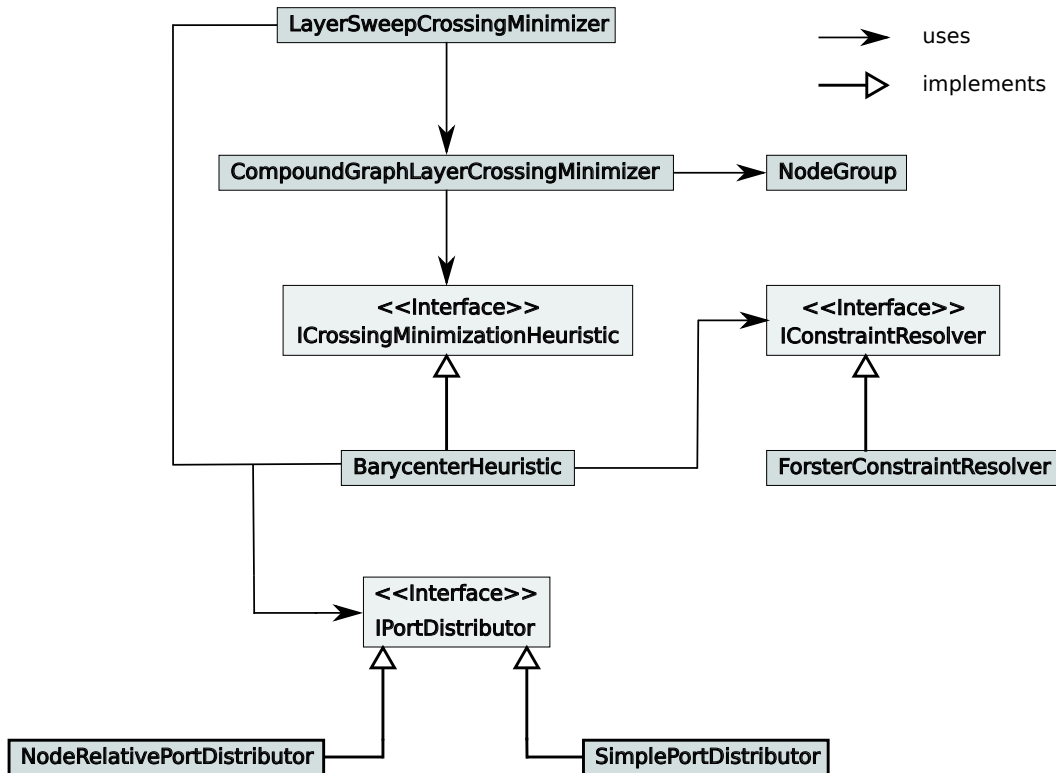 LayerSweepCrossingMinimizer
uses
implements
CompoundGraphLayerCrossingMinimizer
NodeGroup
<<Interface>>
ICrossingMinimizationHeuristic
<<Interface>>
IConstraintResolver
BarycenterHeuristic
ForsterConstraintResolver
<<Interface>>
IPortDistributor
NodeRelativePortDistributor
SimplePortDistributor